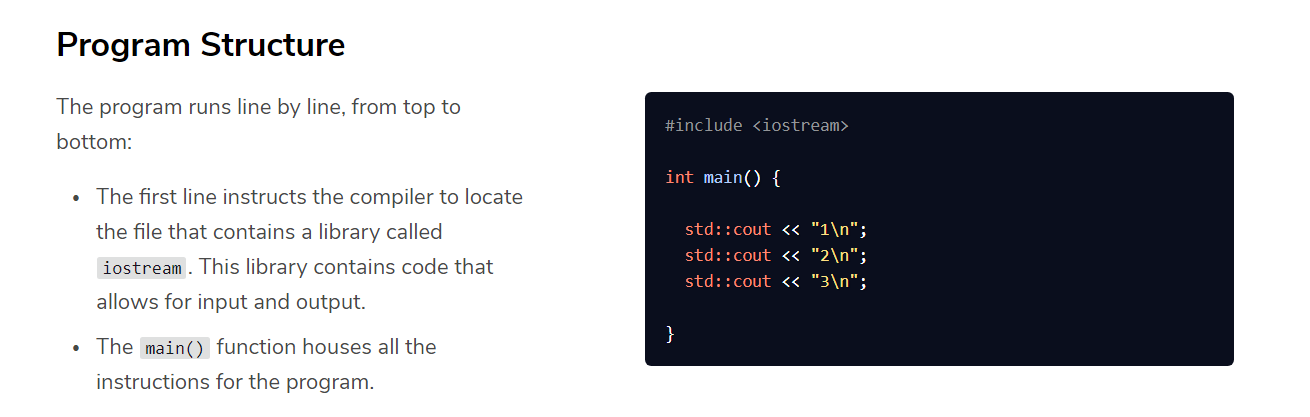 Program Structure
The program runs line by line, from top to
bottom:
• The first line instructs the compiler to locate
the file that contains a library called
iostream. This library contains code that
allows for input and output.
• The main() function houses all the
instructions for the program.
#include <iostream>
int main() {
std::cout << "1\n";
std::cout << "2\n";
std::cout << "3\n";
}